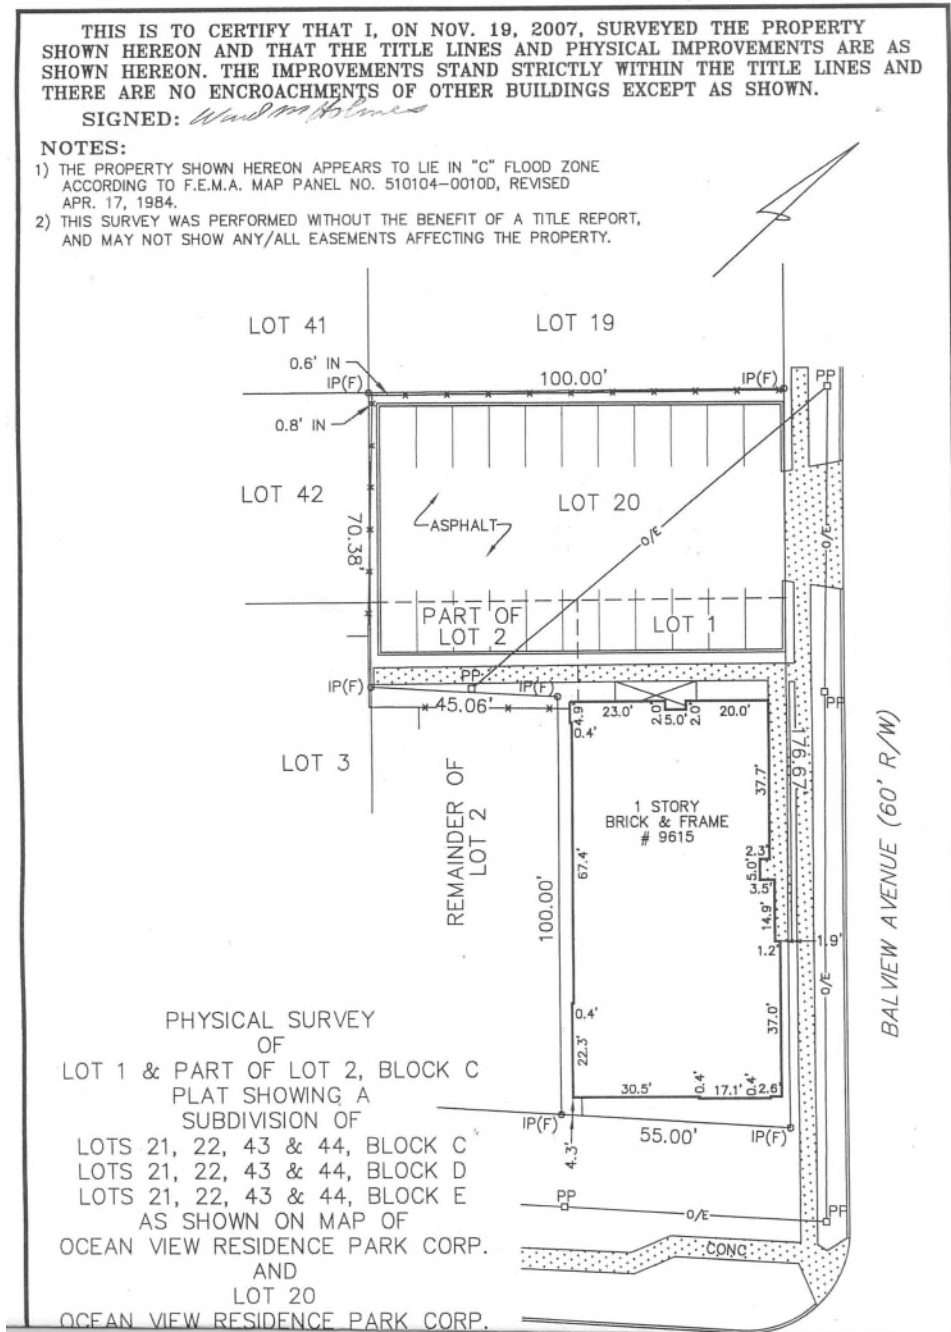 THIS IS TO CERTIFY THAT I, ON NOV. 19, 2007, SURVEYED THE PROPERTY
SHOWN HEREON AND THAT THE TITLE LINES AND PHYSICAL IMPROVEMENTS ARE AS
SHOWN HEREON. THE IMPROVEMENTS STAND STRICTLY WITHIN THE TITLE LINES AND
THERE ARE NO ENCROACHMENTS OF OTHER BUILDINGS EXCEPT AS SHOWN.
SIGNED:
NOTES:
1) THE PROPERTY SHOWN HEREON APPEARS TO LIE IN "C" FLOOD ZONE
ACCORDING TO F.E.M.A. MAP PANEL NO. 510104-0010D, REVISED
APR. 17, 1984.
2) THIS SURVEY WAS PERFORMED WITHOUT THE BENEFIT OF A TITLE REPORT,
AND MAY NOT SHOW ANY/ALL EASEMENTS AFFECTING THE PROPERTY.
LOT 41
LOT 19
0.6' IN
IP(F)
100.00'
IP(F)
PP
0.8' IN
LOT 42
LOT 20
70.38'
ASPHALT
O/E
O/E
PART OF
LOT 2
LOT 1
IP(F)
PP
IP(F)
PP
45.06'
4.9'
0.4'
23.0'
2.0'
5.0'
2.0'
20.0'
176.67'
LOT 3
REMAINDER OF
LOT 2
37.7'
1 STORY
BRICK & FRAME
# 9615
67.4'
2.3'
5.0'
3.5'
14.9'
100.00'
1.2'
1.9'
BALVIEW AVENUE (60' R/W)
O/E
0.4'
22.3'
37.0'
30.5'
0.4'
17.1'
0.4'
2.6'
IP(F)
55.00'
IP(F)
4.3'
PP
O/E
PP
CONC
PHYSICAL SURVEY
OF
LOT 1 & PART OF LOT 2, BLOCK C
PLAT SHOWING A
SUBDIVISION OF
LOTS 21, 22, 43 & 44, BLOCK C
LOTS 21, 22, 43 & 44, BLOCK D
LOTS 21, 22, 43 & 44, BLOCK E
AS SHOWN ON MAP OF
OCEAN VIEW RESIDENCE PARK CORP.
AND
LOT 20
OCEAN VIEW RESIDENCE PARK CORP.